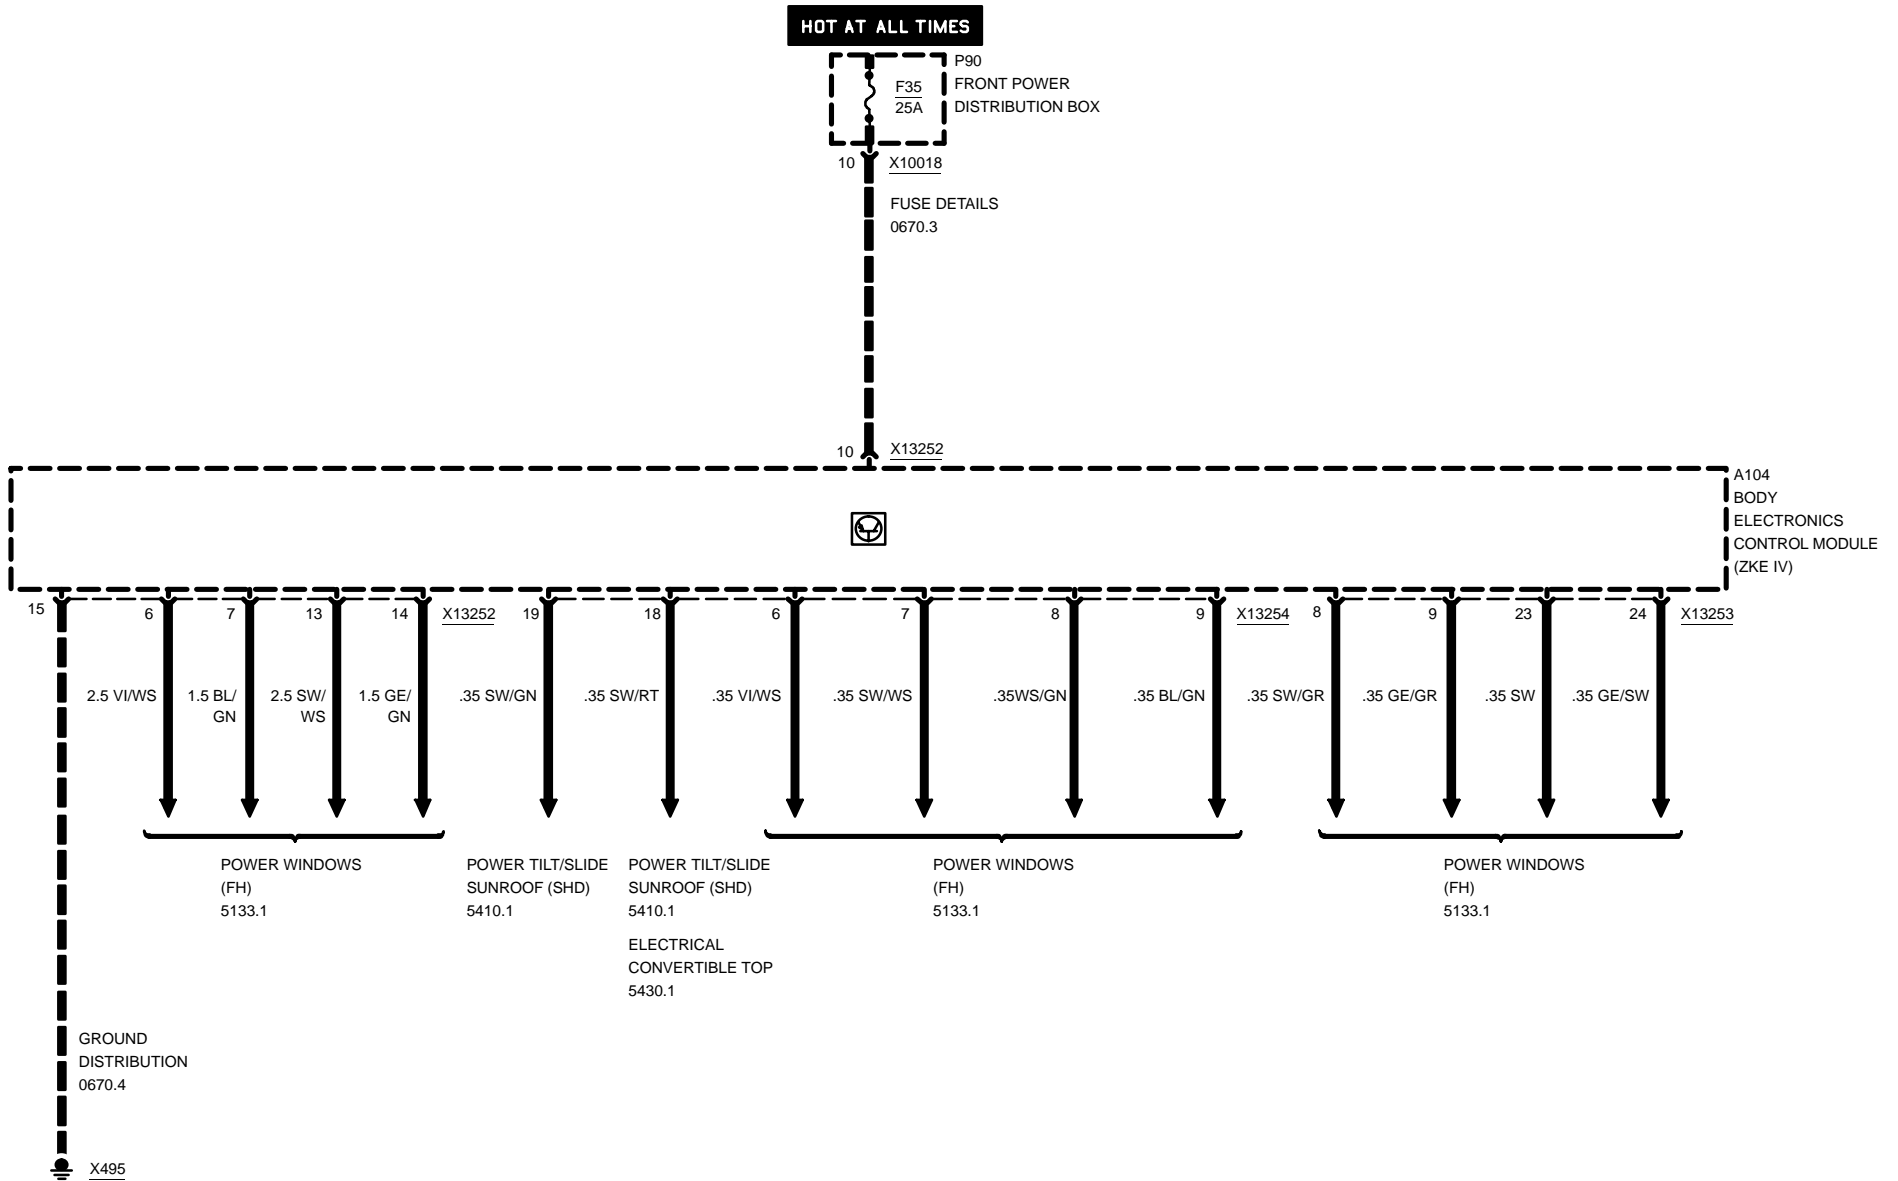 HOT AT ALL TIMES
P90
FRONT POWER
DISTRIBUTION BOX
F35
25A
10
X10018
FUSE DETAILS
0670.3
10
X13252
A104
BODY
ELECTRONICS
CONTROL MODULE
(ZKE IV)
15
6
7
13
14
X13252
19
18
6
7
8
9
X13254
8
9
23
24
X13253
2.5 VI/WS
1.5 BL/
GN
2.5 SW/
WS
1.5 GE/
GN
.35 SW/GN
.35 SW/RT
.35 VI/WS
.35 SW/WS
.35WS/GN
.35 BL/GN
.35 SW/GR
.35 GE/GR
.35 SW
.35 GE/SW
POWER WINDOWS
(FH)
5133.1
POWER TILT/SLIDE
SUNROOF (SHD)
5410.1
POWER TILT/SLIDE
SUNROOF (SHD)
5410.1
ELECTRICAL
CONVERTIBLE TOP
5430.1
POWER WINDOWS
(FH)
5133.1
POWER WINDOWS
(FH)
5133.1
GROUND
DISTRIBUTION
0670.4
X495